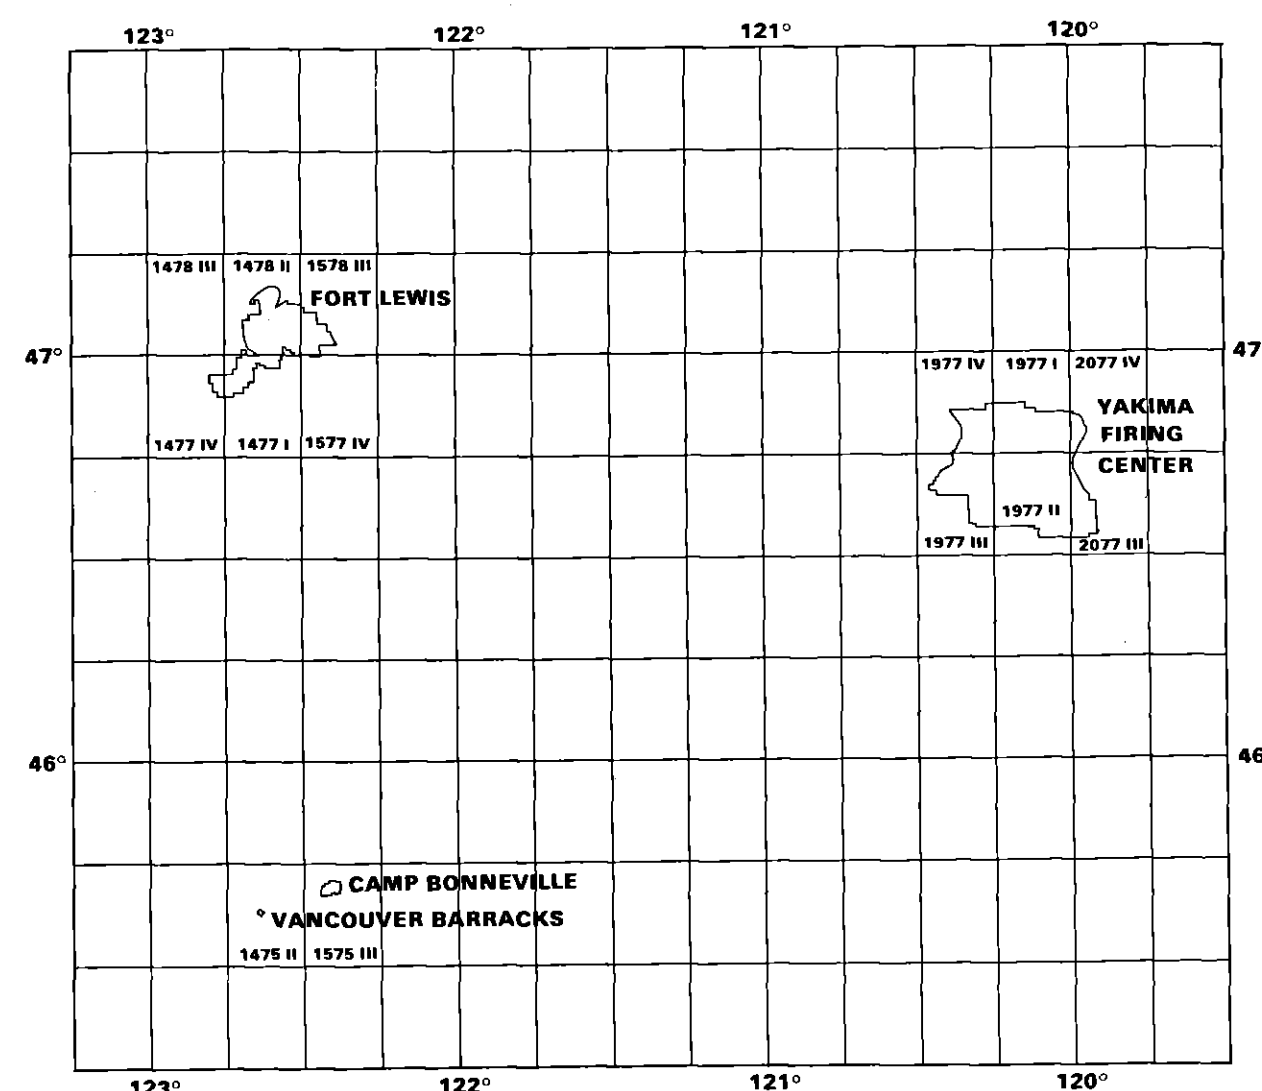 123° 122° 121° 120°
1478 III 1478 II 1578 III
FORT LEWIS
47° 47
1977 IV 1977 I 2077 IV
YAKIMA
FIRING
CENTER
1477 IV 1477 I 1577 IV
1977 II
1977 III 2077 III
46° 46
CAMP BONNEVILLE
VANCOUVER BARRACKS
1475 II 1575 III
123° 122° 121° 120°